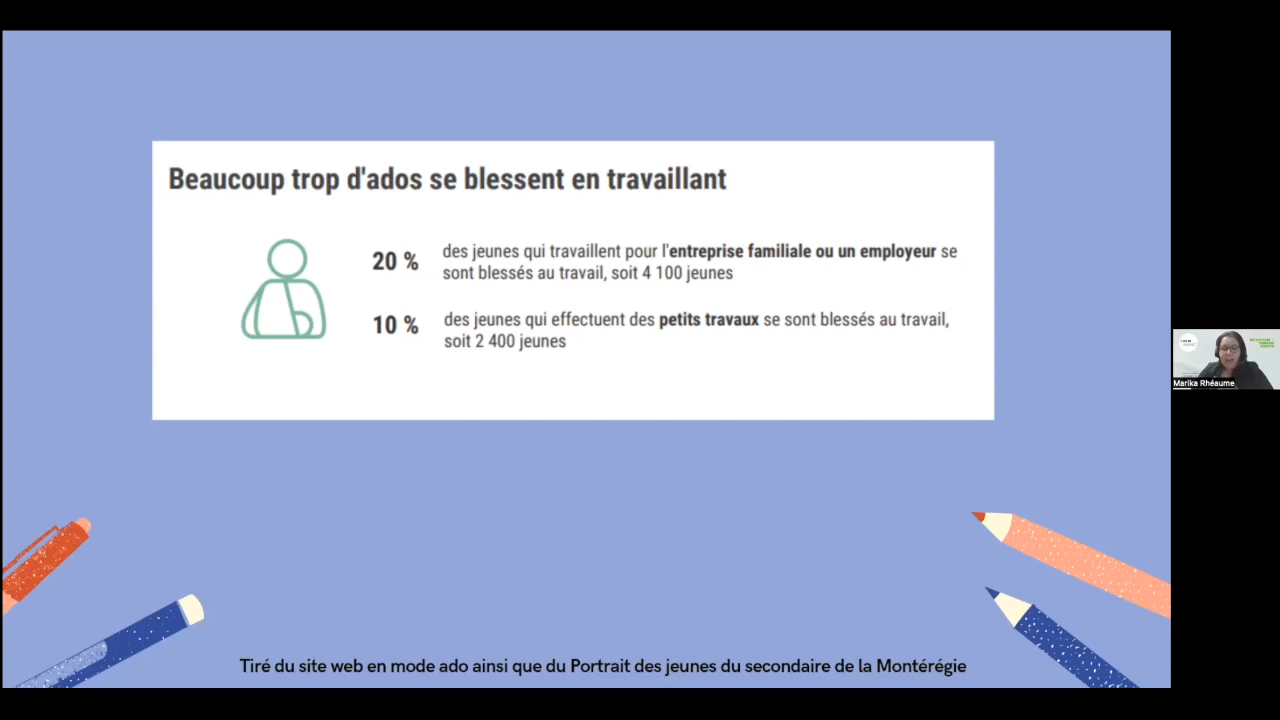 Beaucoup trop d'ados se blessent en travaillant
20 %
des jeunes qui travaillent pour l'entreprise familiale ou un employeur se
sont blessés au travail, soit 4 100 jeunes
10 %
des jeunes qui effectuent des petits travaux se sont blessés au travail,
soit 2 400 jeunes
Marika Rhéaume
Tiré du site web en mode ado ainsi que du Portrait des jeunes du secondaire de la Montérégie